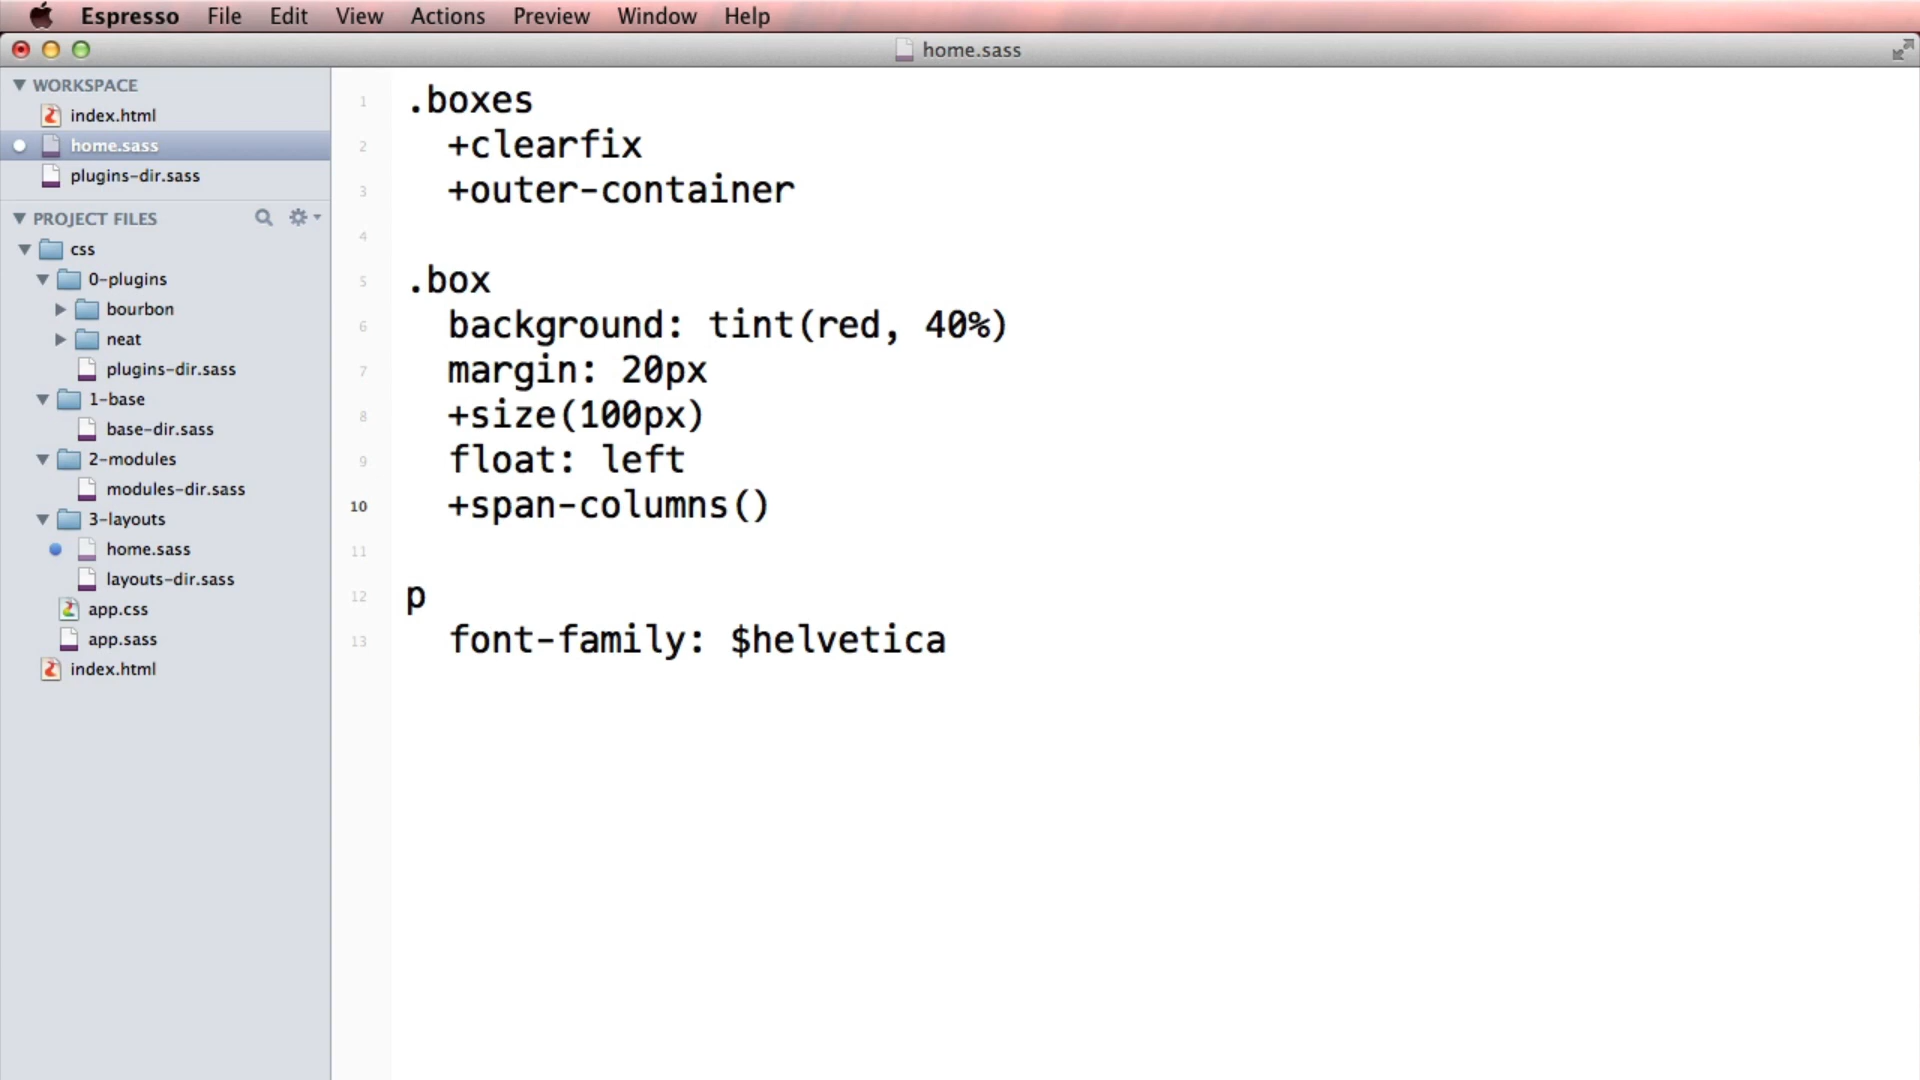 Espresso File Edit View Actions Preview Window Help
home.sass
WORKSPACE
index.html
home.sass
plugins-dir.sass
PROJECT FILES
css
0-plugins
bourbon
neat
plugins-dir.sass
1-base
base-dir.sass
2-modules
modules-dir.sass
3-layouts
home.sass
layouts-dir.sass
app.css
app.sass
index.html
1 .boxes
2 +clearfix
3 +outer-container
4
5 .box
6 background: tint(red, 40%)
7 margin: 20px
8 +size(100px)
9 float: left
10 +span-columns()
11
12 p
13 font-family: $helvetica